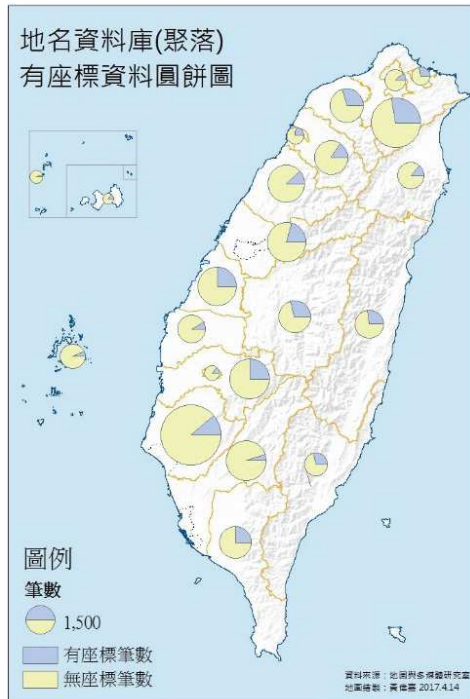 地名資料庫(聚落)
有座標資料圓餅圖
圖例
筆數
1,500
有座標筆數
無座標筆數
資料來源：地圖與多媒體研究室
地圖繪製：黃偉嘉 2017.4.14